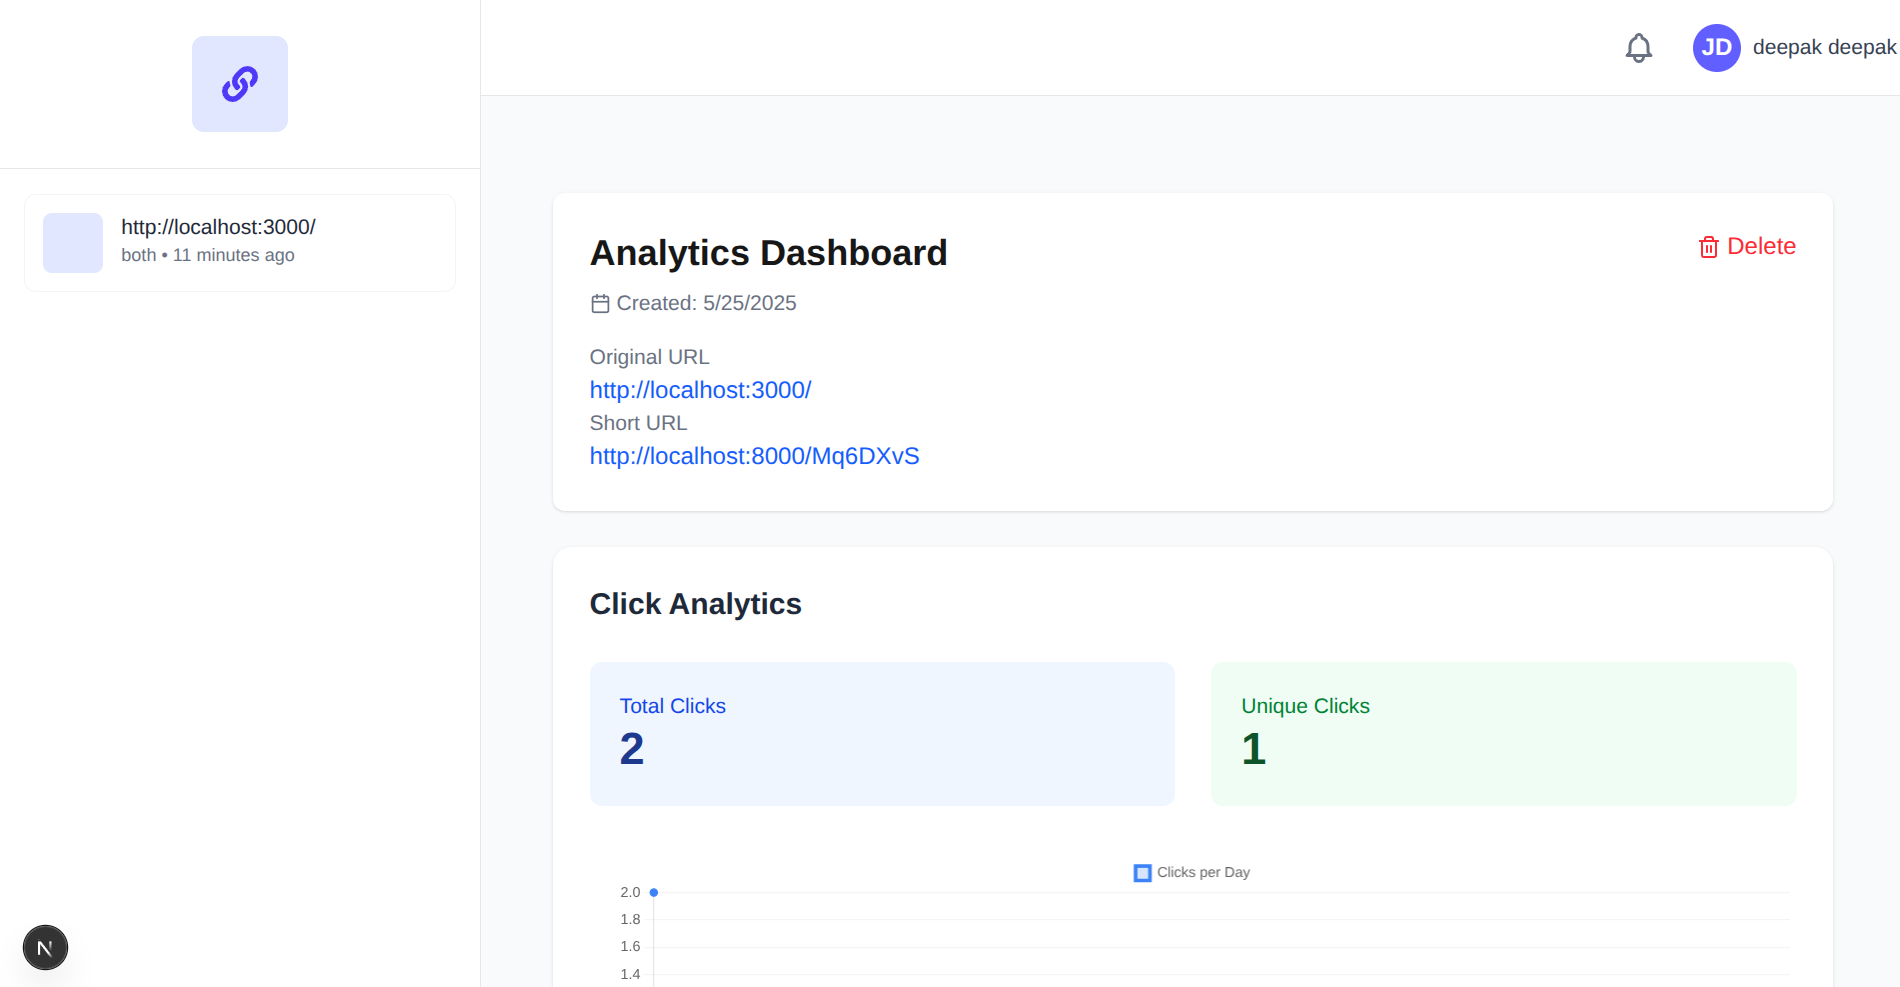 JD deepak deepak
http://localhost:3000/
both • 11 minutes ago
Analytics Dashboard
Delete
Created: 5/25/2025
Original URL
http://localhost:3000/
Short URL
http://localhost:8000/Mq6DXvS
Click Analytics
Total Clicks
2
Unique Clicks
1
Clicks per Day
2.0
1.8
1.6
1.4
N